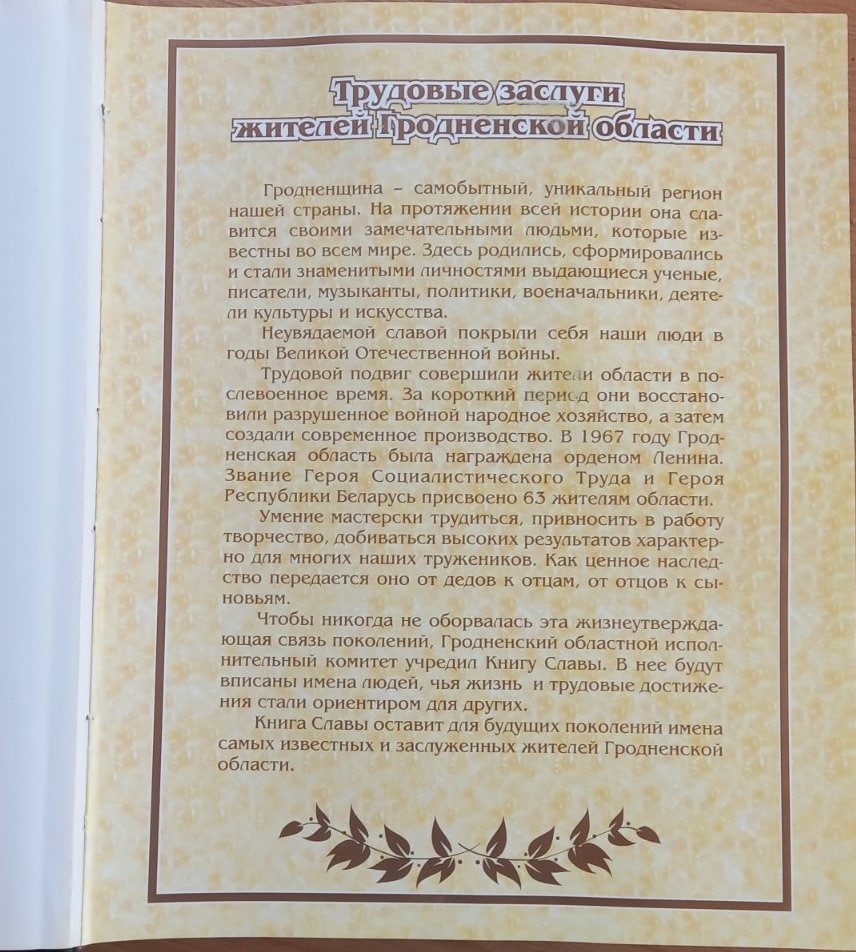 Трудовые заслуги
жителей Гродненской области
Гродненщина – самобытный, уникальный регион
нашей страны. На протяжении всей истории она сла-
вится своими замечательными людьми, которые из-
вестны во всем мире. Здесь родились, сформировались
и стали знаменитыми личностями выдающиеся ученые,
писатели, музыканты, политики, военачальники, деяте-
ли культуры и искусства.
Неувядаемой славой покрыли себя наши люди в
годы Великой Отечественной войны.
Трудовой подвиг совершили жители области в по-
слевоенное время. За короткий период они восстано-
вили разрушенное войной народное хозяйство, а затем
создали современное производство. В 1967 году Грод-
ненская область была награждена орденом Ленина.
Звание Героя Социалистического Труда и Героя
Республики Беларусь присвоено 63 жителям области.
Умение мастерски трудиться, привносить в работу
творчество, добиваться высоких результатов характер-
но для многих наших тружеников. Как ценное наслед-
ство передается оно от дедов к отцам, от отцов к сы-
новьям.
Чтобы никогда не оборвалась эта жизнеутвержда-
ющая связь поколений, Гродненский областной испол-
нительный комитет учредил Книгу Славы. В нее будут
вписаны имена людей, чья жизнь и трудовые достиже-
ния стали ориентиром для других.
Книга Славы оставит для будущих поколений имена
самых известных и заслуженных жителей Гродненской
области.